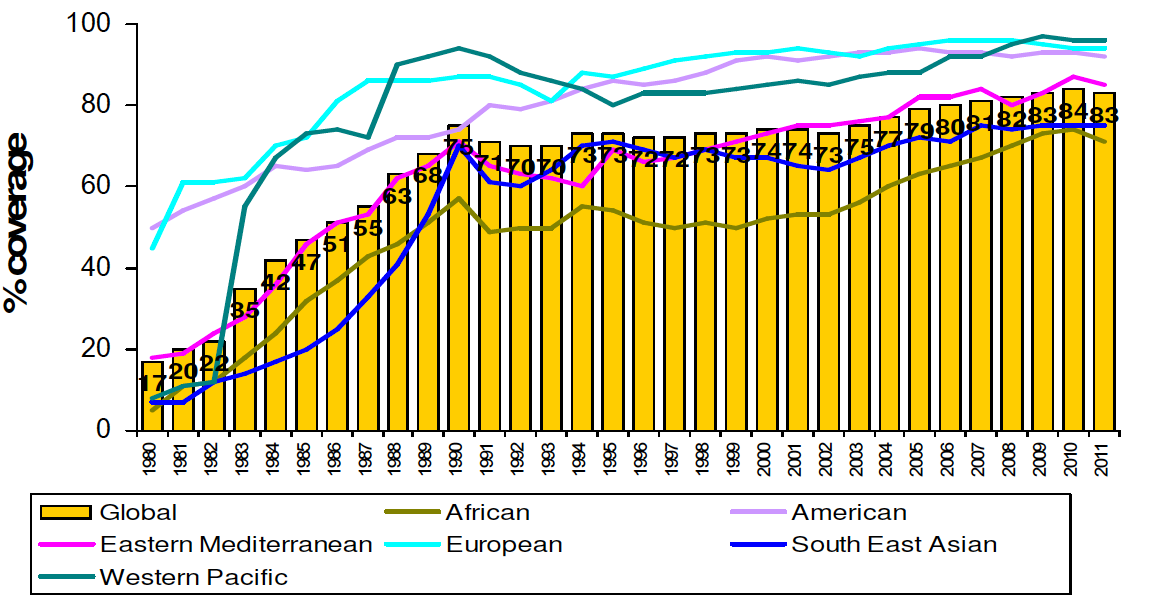 100
80
60
40
20
0
% coverage
17 20 22 35 42 47 51 55 63 68 75 71 70 70 73 73 72 72 73 73 74 74 73 75 77 79 80 81 82 83 84 83
1980 1981 1982 1983 1984 1985 1986 1987 1988 1989 1990 1991 1992 1993 1994 1995 1996 1997 1998 1999 2000 2001 2002 2003 2004 2005 2006 2007 2008 2009 2010 2011
Global African American
Eastern Mediterranean European South East Asian
Western Pacific